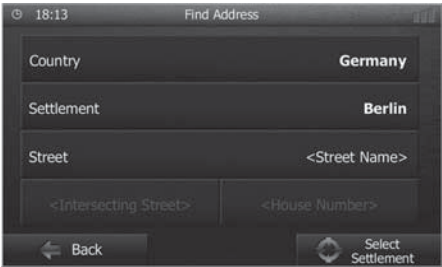 18:13 Find Address
Country Germany
Settlement Berlin
Street <Street Name>
<Intersecting Street> <House Number>
Back Select
Settlement